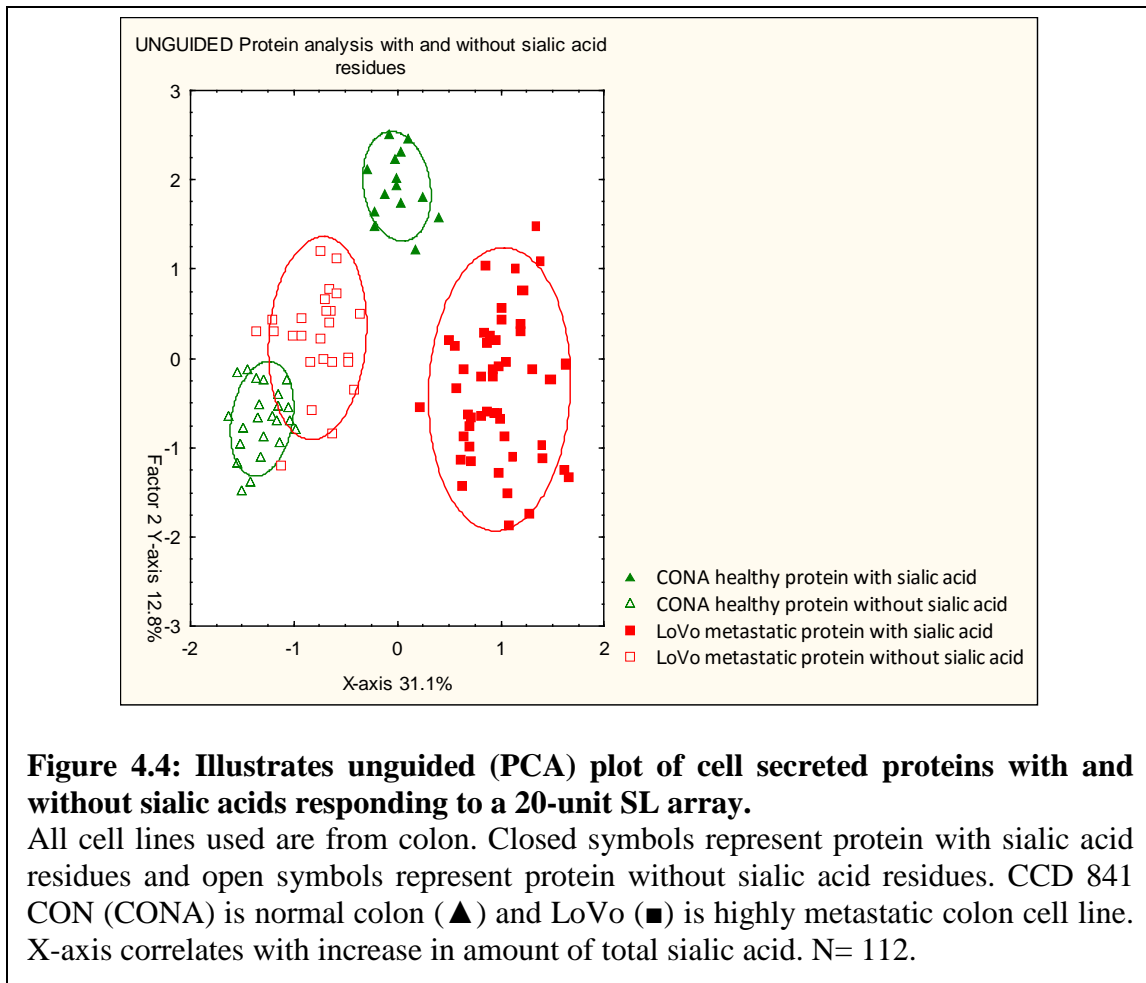 UNGUIDED Protein analysis with and without sialic acid
residues
3
2
1
0
-1
-2
-3
-2 -1 0 1 2
Factor 2 Y-axis 12.8%
X-axis 31.1%
CONA healthy protein with sialic acid
CONA healthy protein without sialic acid
LoVo metastatic protein with sialic acid
LoVo metastatic protein without sialic acid
Figure 4.4: Illustrates unguided (PCA) plot of cell secreted proteins with and
without sialic acids responding to a 20-unit SL array.
All cell lines used are from colon. Closed symbols represent protein with sialic acid
residues and open symbols represent protein without sialic acid residues. CCD 841
CON (CONA) is normal colon (▲) and LoVo (■) is highly metastatic colon cell line.
X-axis correlates with increase in amount of total sialic acid. N= 112.